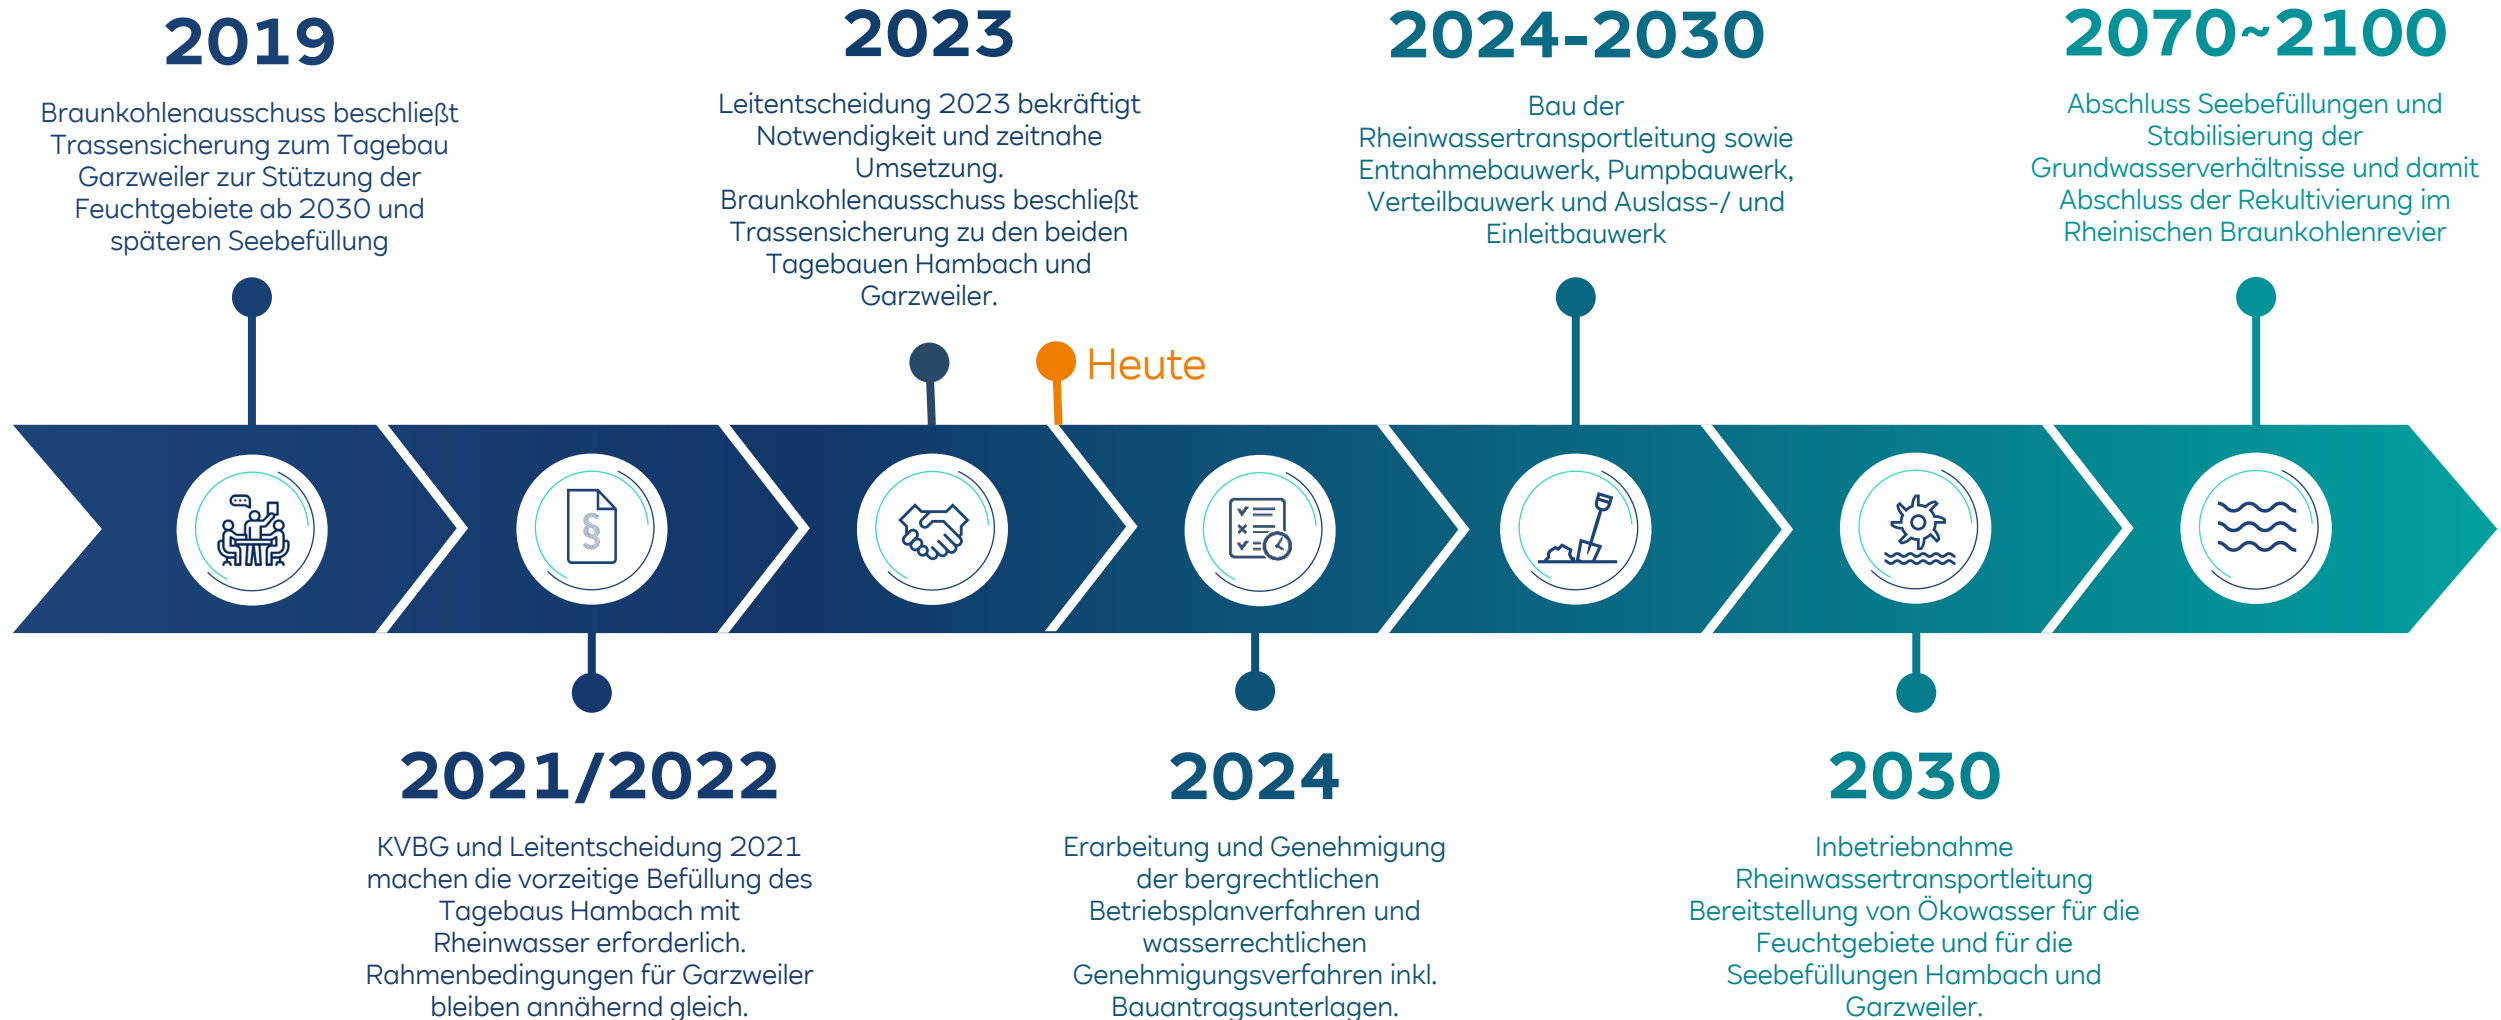 2019
Braunkohlenausschuss beschließt
Trassensicherung zum Tagebau
Garzweiler zur Stützung der
Feuchtgebiete ab 2030 und
späteren Seebefüllung
2023
Leitentscheidung 2023 bekräftigt
Notwendigkeit und zeitnahe
Umsetzung.
Braunkohlenausschuss beschließt
Trassensicherung zu den beiden
Tagebauen Hambach und
Garzweiler.
2024-2030
Bau der
Rheinwassertransportleitung sowie
Entnahmebauwerk, Pumpbauwerk,
Verteilbauwerk und Auslass-/ und
Einleitbauwerk
2070~2100
Abschluss Seebefüllungen und
Stabilisierung der
Grundwasserverhältnisse und damit
Abschluss der Rekultivierung im
Rheinischen Braunkohlenrevier
Heute
§
2021/2022
KVBG und Leitentscheidung 2021
machen die vorzeitige Befüllung des
Tagebaus Hambach mit
Rheinwasser erforderlich.
Rahmenbedingungen für Garzweiler
bleiben annähernd gleich.
2024
Erarbeitung und Genehmigung
der bergrechtlichen
Betriebsplanverfahren und
wasserrechtlichen
Genehmigungsverfahren inkl.
Bauantragsunterlagen.
2030
Inbetriebnahme
Rheinwassertransportleitung
Bereitstellung von Ökowasser für die
Feuchtgebiete und für die
Seebefüllungen Hambach und
Garzweiler.